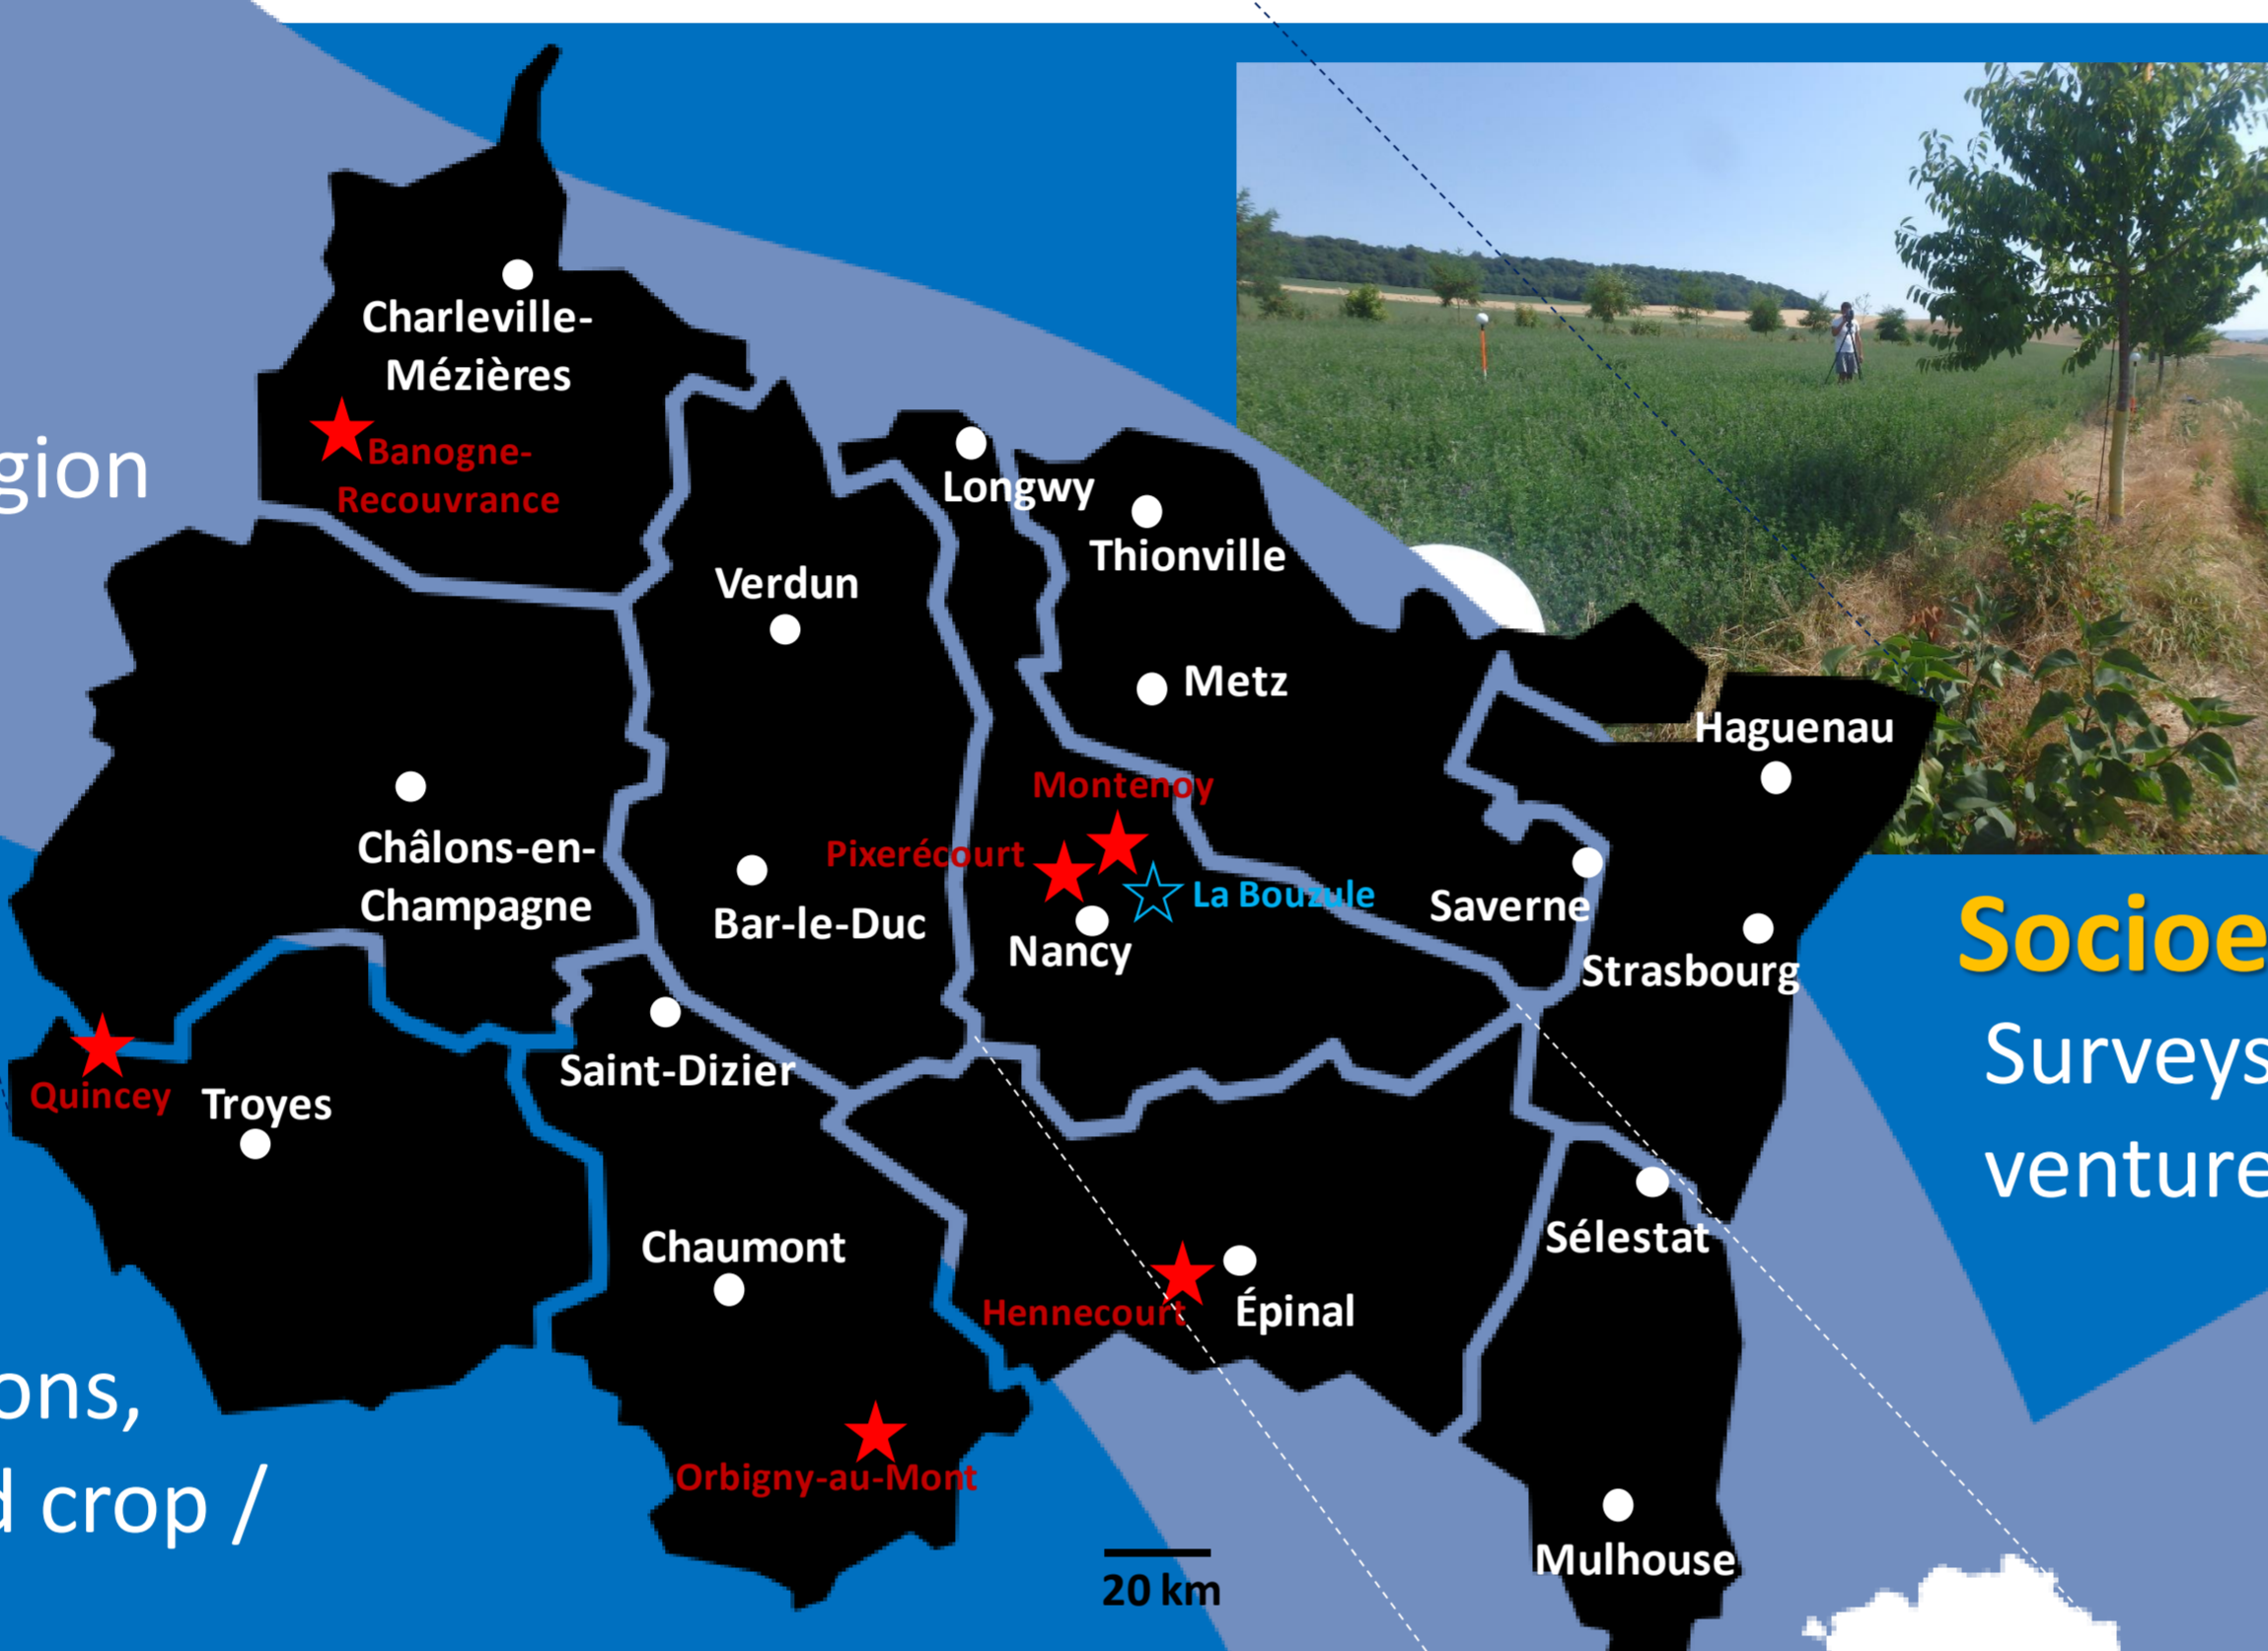 Charleville-
Mézières
Banogne-
Recouvrance
gion
Longwy
Thionville
Verdun
Metz
Haguenau
Montenoy
Châlons-en-
Champagne
Pixerécourt
Bar-le-Duc
La Bouzule
Nancy
Saverne
Strasbourg
Socioe
Surveys
venture
Saint-Dizier
Quincey
Troyes
Sélestat
Chaumont
Hennecourt
Épinal
ons,
Orbigny-au-Mont
d crop /
Mulhouse
20 km